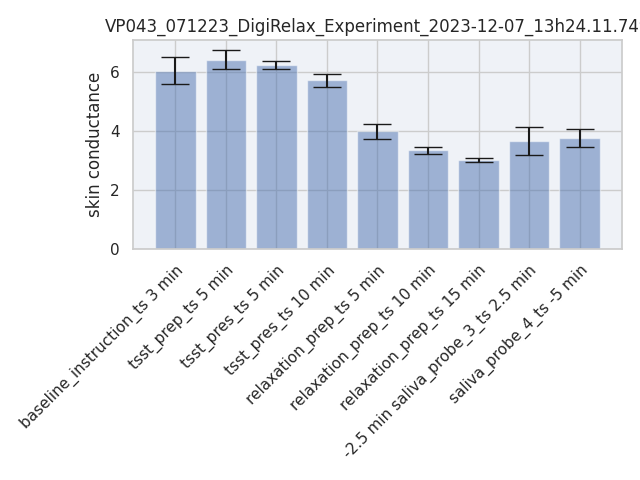 VP043_071223_DigiRelax_Experiment_2023-12-07_13h24.11.74
skin conductance
6
4
2
0
baseline_instruction_ts 3 min
tsst_prep_ts 5 min
tsst_pres_ts 5 min
tsst_pres_ts 10 min
relaxation_prep_ts 5 min
relaxation_prep_ts 10 min
relaxation_prep_ts 15 min
-2.5 min saliva_probe_3_ts 2.5 min
saliva_probe_4_ts -5 min